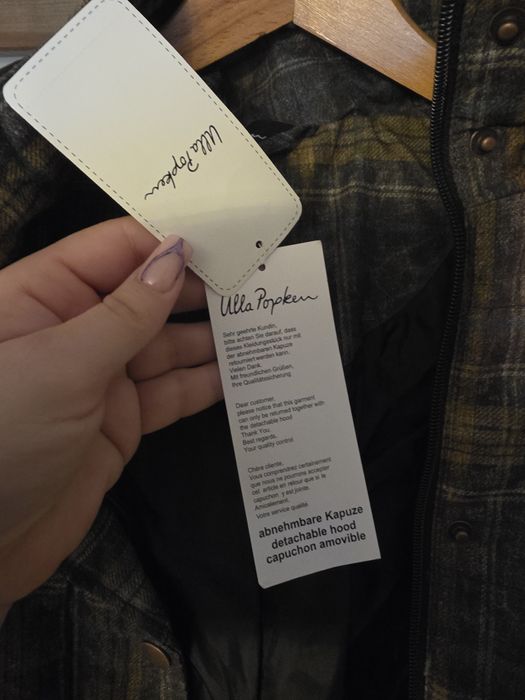 Ulla Popken
Ulla Popken
Sehr geehrte Kundin,
bitte achten Sie darauf, dass
dieses Kleidungsstück nur mit
der abnehmbaren Kapuze
retourniert werden kann.
Vielen Dank.
Mit freundlichen Grüßen,
Ihre Qualitätssicherung
Dear customer,
please notice that this garment
can only be returned together with
the detachable hood
Thank You.
Best regards,
Your quality control
Chère cliente,
Vous comprendrez certainement
que nous ne pourrons accepter
cet article en retour que si le
capuchon y est jointe.
Amicalement,
Votre service qualité
abnehmbare Kapuze
detachable hood
capuchon amovible